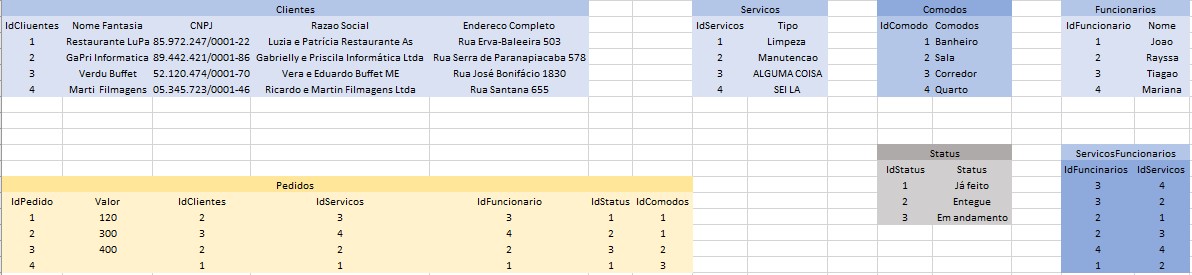 Clientes
IdCliuentes Nome Fantasia CNPJ Razao Social Endereco Completo
1 Restaurante LuPa 85.972.247/0001-22 Luzia e Patrícia Restaurante As Rua Erva-Baleeira 503
2 GaPri Informatica 89.442.421/0001-86 Gabrielly e Priscila Informática Ltda Rua Serra de Paranapiacaba 578
3 Verdu Buffet 52.120.474/0001-70 Vera e Eduardo Buffet ME Rua José Bonifácio 1830
4 Marti Filmagens 05.345.723/0001-46 Ricardo e Martin Filmagens Ltda Rua Santana 655
Servicos
IdServicos Tipo
1 Limpeza
2 Manutencao
3 ALGUMA COISA
4 SEI LA
Comodos
IdComodo Comodos
1 Banheiro
2 Sala
3 Corredor
4 Quarto
Funcionarios
IdFuncionario Nome
1 Joao
2 Rayssa
3 Tiagao
4 Mariana
Pedidos
IdPedido Valor IdClientes IdServicos IdFuncionario IdStatus IdComodos
1 120 2 3 3 1 1
2 300 3 4 4 2 1
3 400 2 2 2 3 2
4 1 1 1 1 3
Status
IdStatus Status
1 Já feito
2 Entegue
3 Em andamento
ServicosFuncionarios
IdFuncinarios IdServicos
3 4
3 2
2 1
2 3
4 4
1 2